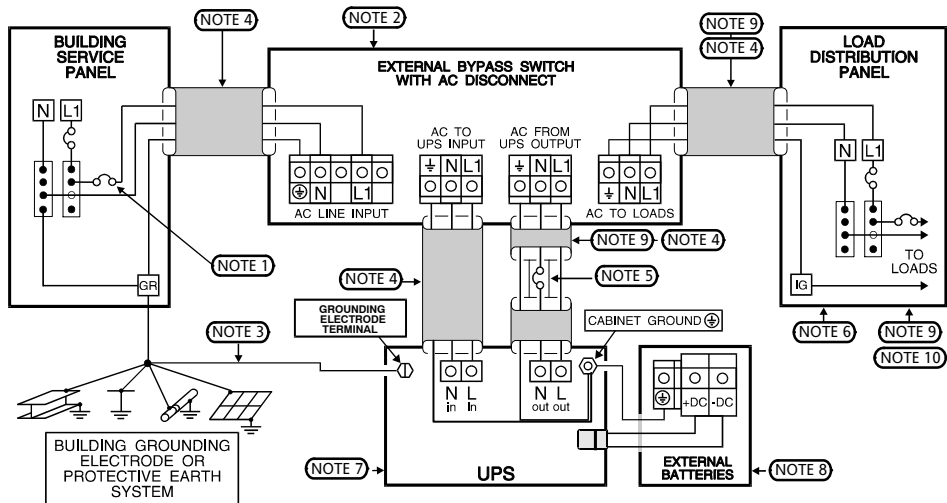 NOTE 4
NOTE 2
NOTE 9
NOTE 4
BUILDING
SERVICE
PANEL
N L1
NOTE 1
GR
EXTERNAL BYPASS SWITCH
WITH AC DISCONNECT
AC TO
UPS INPUT
⏚ N L1
AC FROM
UPS OUTPUT
⏚ N L1
N L1
AC LINE INPUT
⏚ N L1
AC TO LOADS
LOAD
DISTRIBUTION
PANEL
N L1
TO
LOADS
IG
NOTE 9
NOTE 4
NOTE 5
NOTE 4
NOTE 6
NOTE 9
NOTE 10
NOTE 3
GROUNDING
ELECTRODE
TERMINAL
CABINET GROUND
N L
in In
N L
out out
UPS
+DC -DC
EXTERNAL
BATTERIES
NOTE 7
NOTE 8
BUILDING GROUNDING
ELECTRODE OR
PROTECTIVE EARTH
SYSTEM